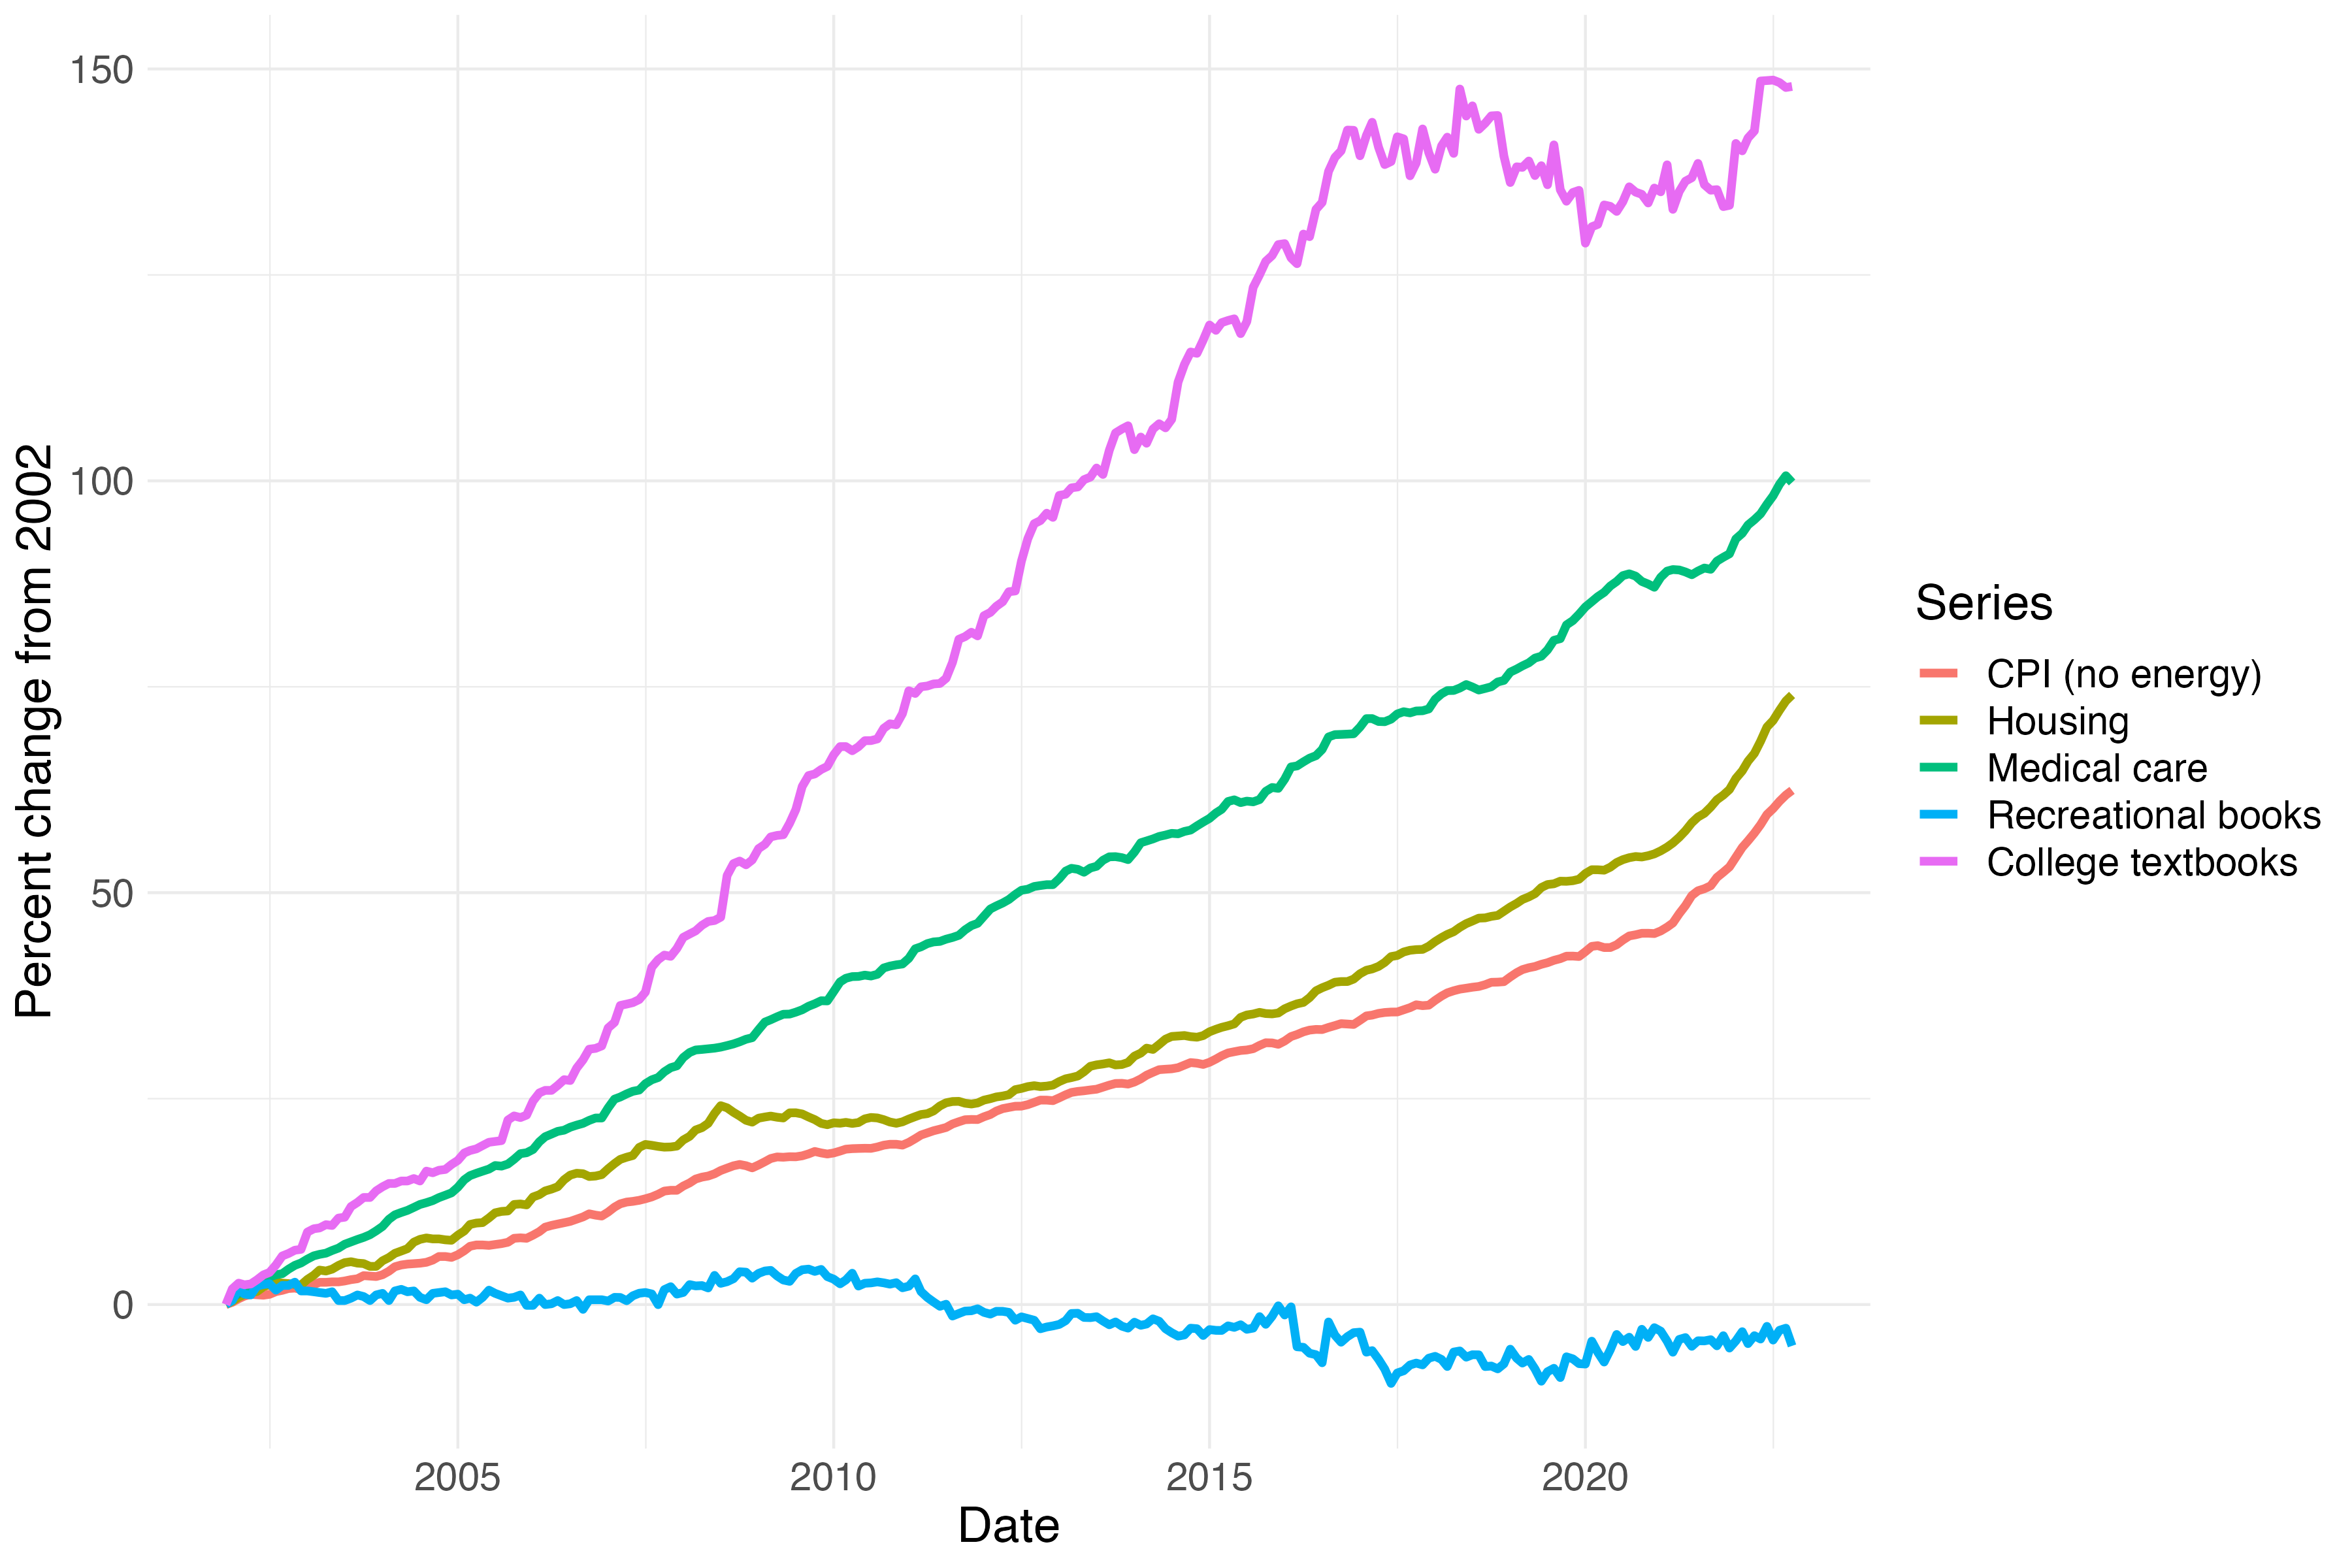 150
100
50
0
Percent change from 2002
2005
2010
2015
2020
Date
Series
CPI (no energy)
Housing
Medical care
Recreational books
College textbooks